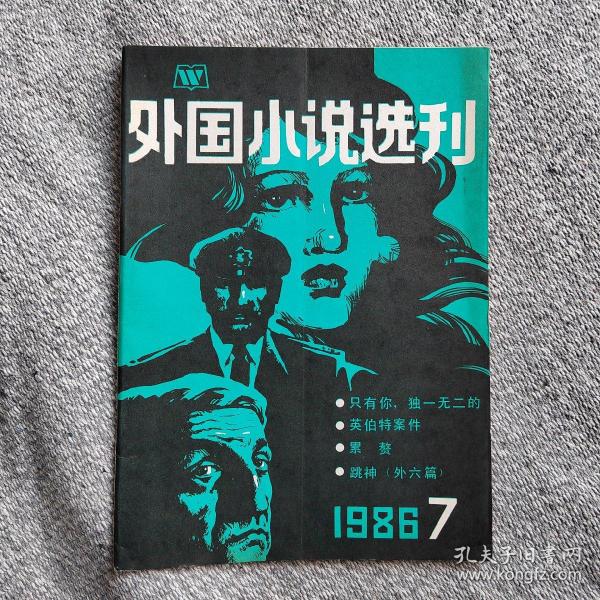 W
外国小说选刊
●只有你，独一无二的
●英伯特案件
●累赘
●跳神（外六篇）
1986 7
孔夫子旧书网
www.kongfz.com